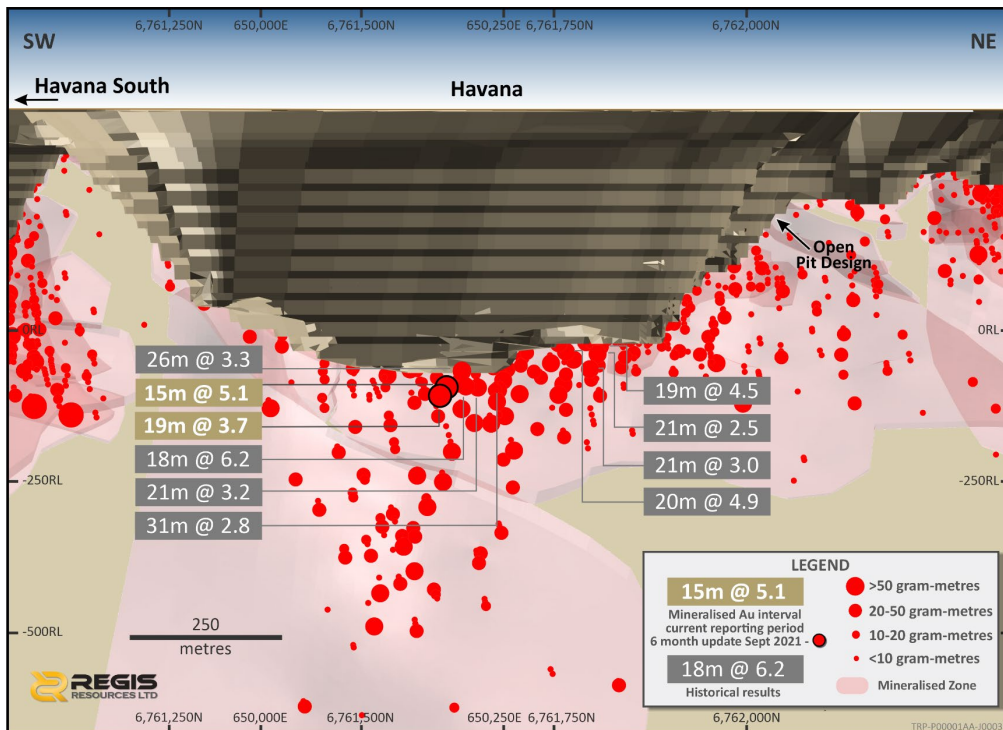 6,761,250N 650,000E 6,761,500N 650,250E 6,761,750N 6,762,000N
SW NE
Havana South Havana
Open
Pit Design
0RL 0RL
26m @ 3.3
15m @ 5.1
19m @ 3.7
18m @ 6.2
21m @ 3.2
31m @ 2.8
19m @ 4.5
21m @ 2.5
21m @ 3.0
20m @ 4.9
-250RL -250RL
-500RL
250
metres
REGIS
RESOURCES LTD
LEGEND
15m @ 5.1
Mineralised Au interval
current reporting period
6 month update Sept 2021 -
18m @ 6.2
Historical results
>50 gram-metres
20-50 gram-metres
10-20 gram-metres
<10 gram-metres
Mineralised Zone
6,761,250N 650,000E 6,761,500N 650,250E 6,761,750N 6,762,000N
TRP-P00001AA-J0003